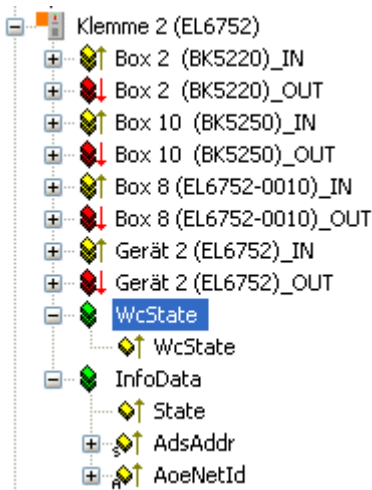 Klemme 2 (EL6752)
Box 2 (BK5220)_IN
Box 2 (BK5220)_OUT
Box 10 (BK5250)_IN
Box 10 (BK5250)_OUT
Box 8 (EL6752-0010)_IN
Box 8 (EL6752-0010)_OUT
Gerät 2 (EL6752)_IN
Gerät 2 (EL6752)_OUT
WcState
WcState
InfoData
State
AdsAddr
AoeNetId